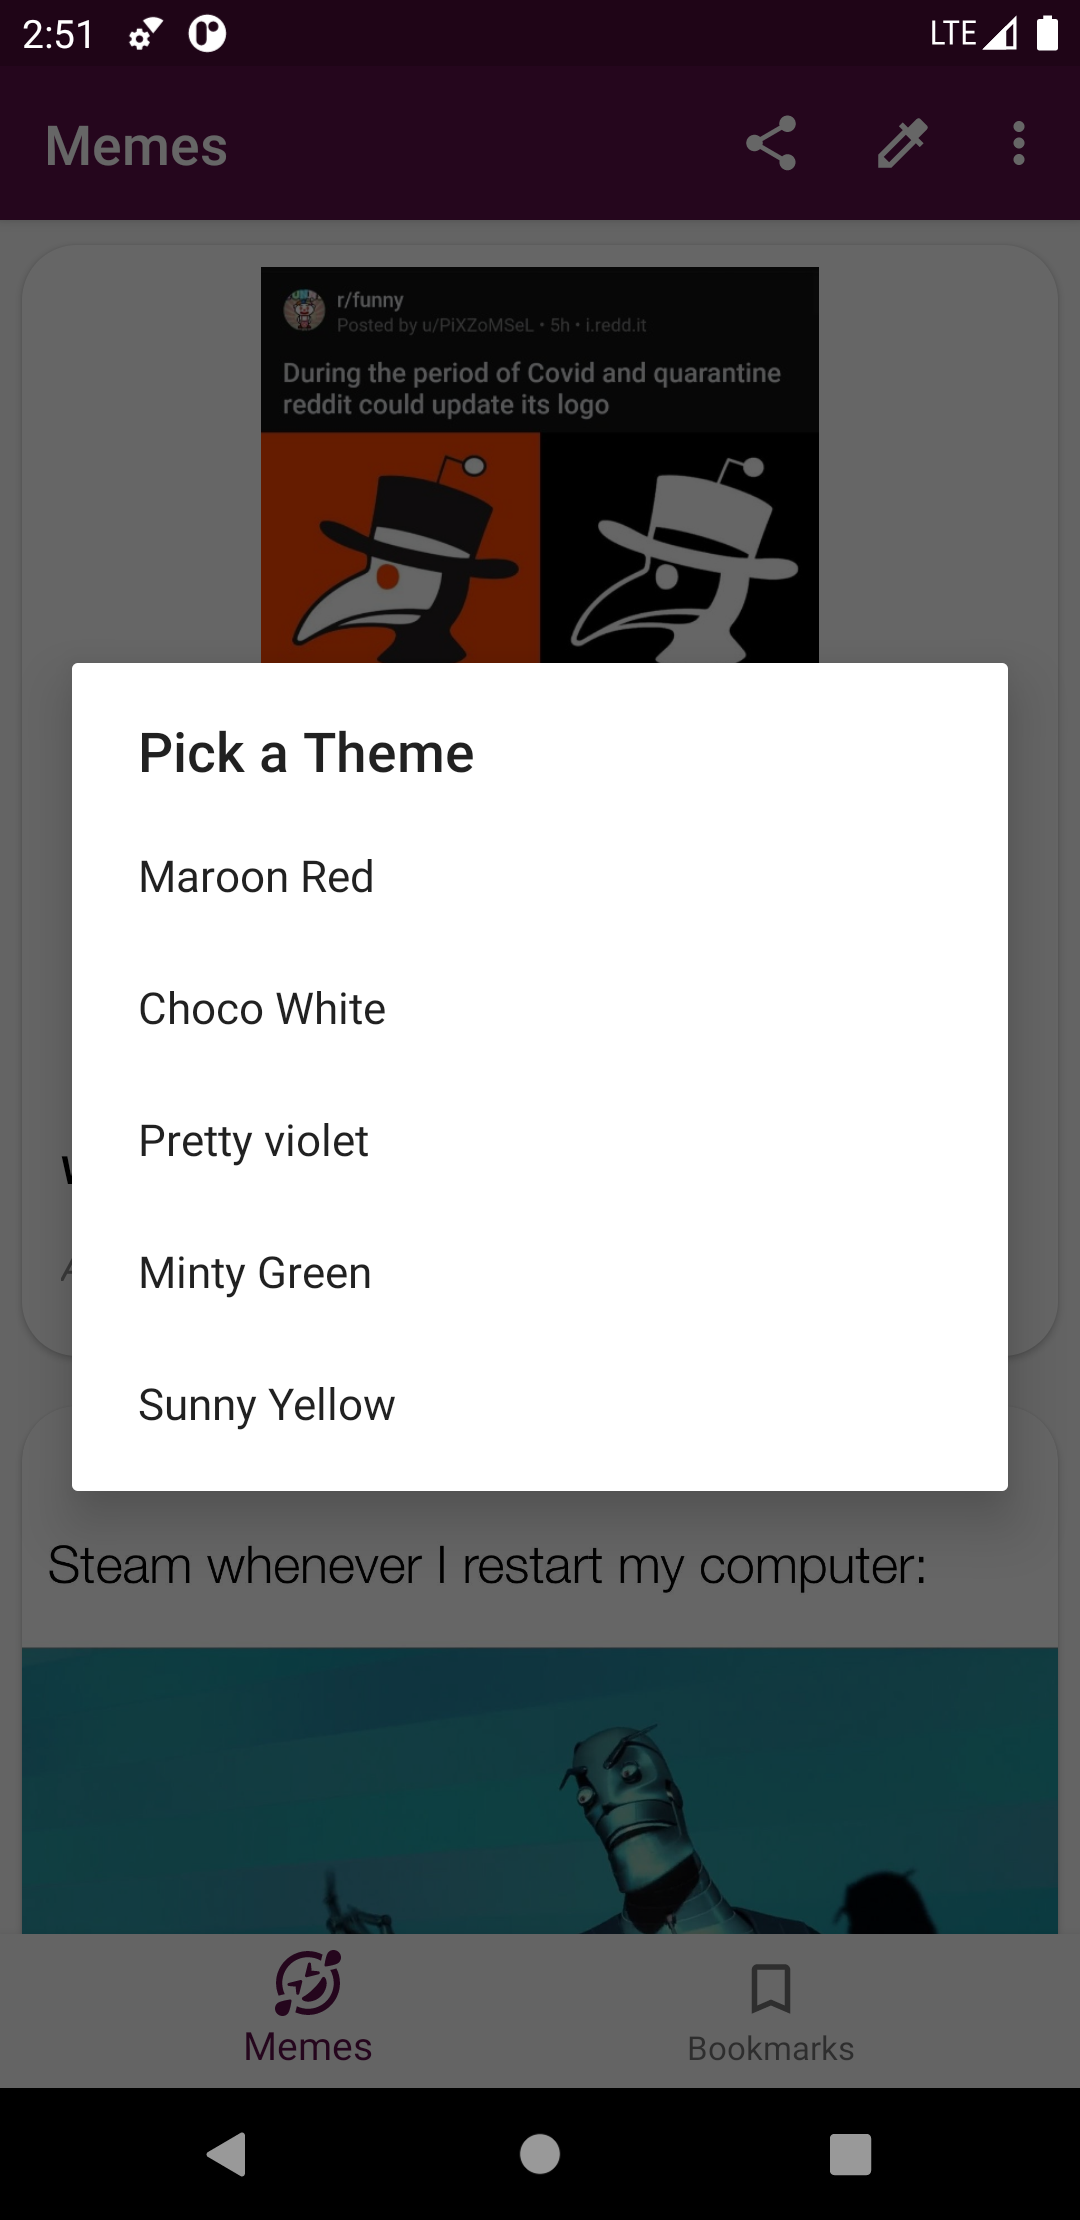 2:51
LTE
Memes
r/funny
Posted by u/PiXZoMSeL • 5h • i.redd.it
During the period of Covid and quarantine
reddit could update its logo
Pick a Theme
Maroon Red
Choco White
Pretty violet
Minty Green
Sunny Yellow
Steam whenever I restart my computer:
Memes
Bookmarks